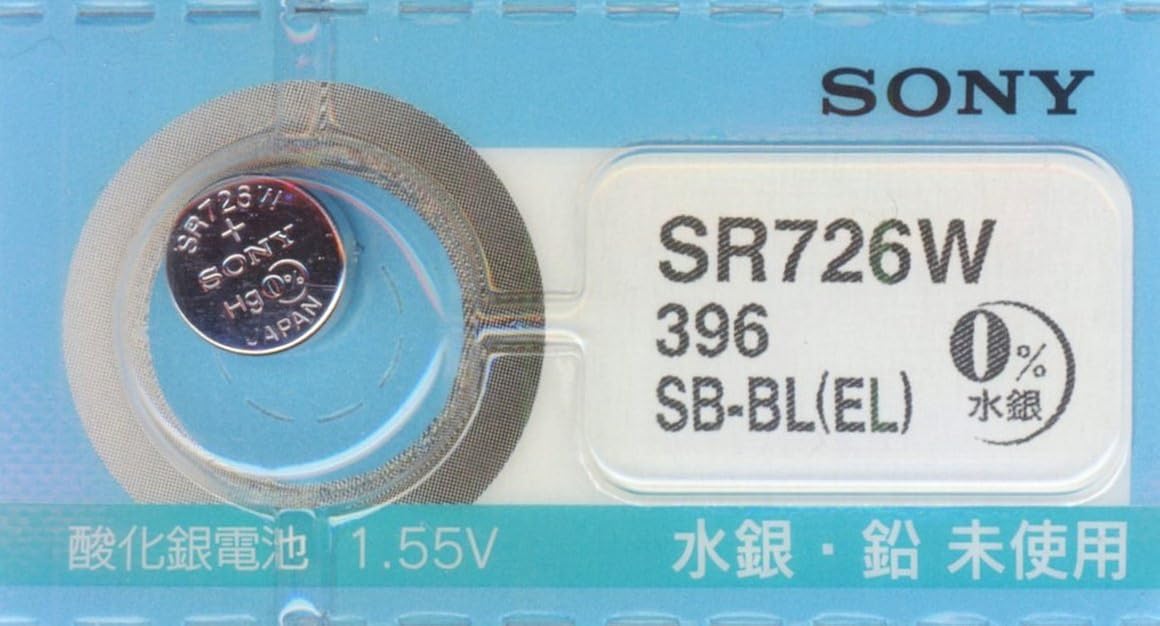 SONY
SR726W
+
SONY
Hg0%
JAPAN
SR726W
396
SB-BL(EL)
0%
水銀
酸化銀電池 1.55V
水銀・鉛 未使用